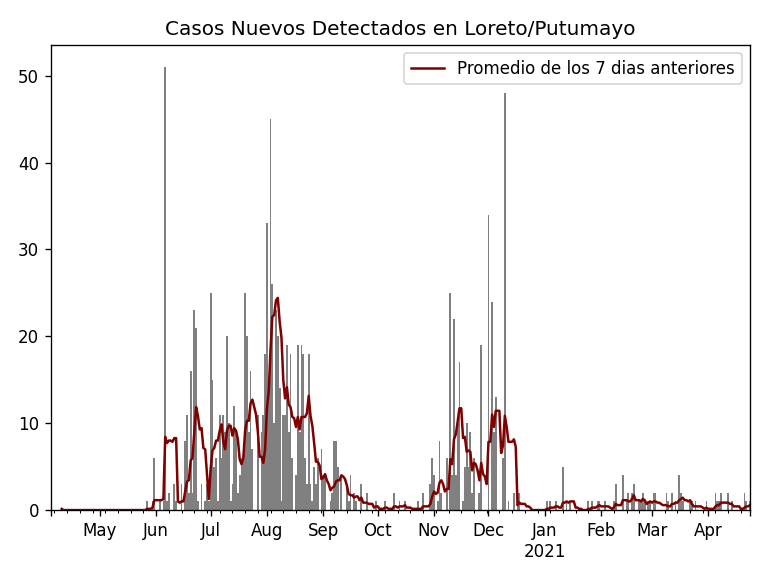 Casos Nuevos Detectados en Loreto/Putumayo
Promedio de los 7 dias anteriores
50
40
30
20
10
0
May Jun Jul Aug Sep Oct Nov Dec Jan Feb Mar Apr
2021